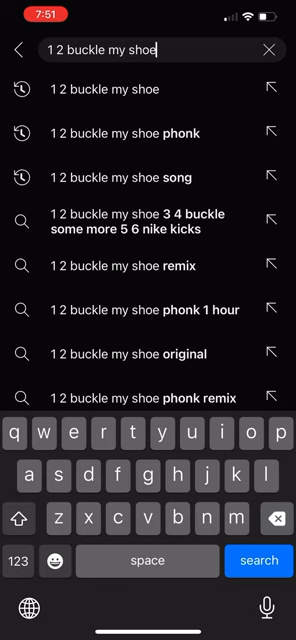 7:51
1 2 buckle my shoe
1 2 buckle my shoe
1 2 buckle my shoe phonk
1 2 buckle my shoe song
1 2 buckle my shoe 3 4 buckle
some more 5 6 nike kicks
1 2 buckle my shoe remix
1 2 buckle my shoe phonk 1 hour
1 2 buckle my shoe original
1 2 buckle my shoe phonk remix
q w e r t y u i o p
a s d f g h j k l
z x c v b n m
123 space search